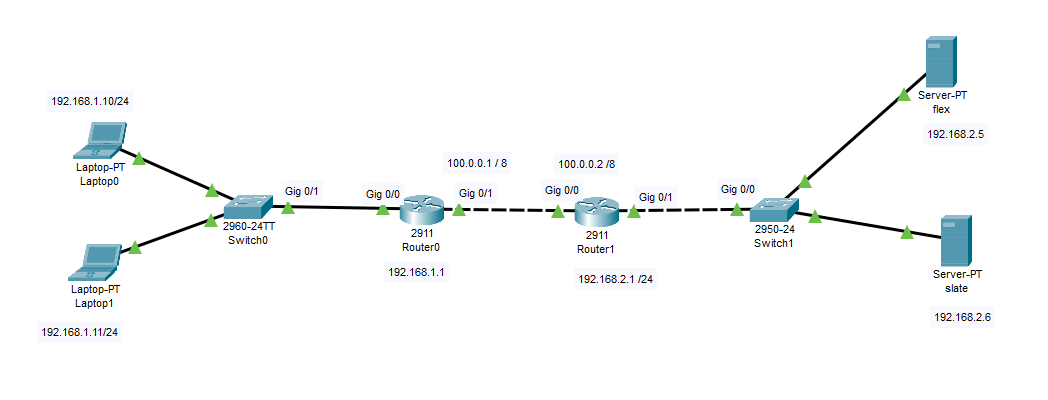 192.168.1.10/24
Laptop-PT
Laptop0
Laptop-PT
Laptop1
192.168.1.11/24
2960-24TT
Switch0
Gig 0/1
Gig 0/0
2911
Router0
192.168.1.1
100.0.0.1 / 8
Gig 0/1
100.0.0.2 /8
Gig 0/0
2911
Router1
192.168.2.1 /24
Gig 0/1
Gig 0/0
2950-24
Switch1
Server-PT
flex
192.168.2.5
Server-PT
slate
192.168.2.6